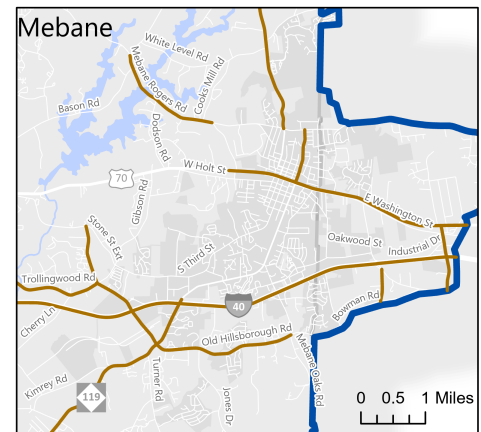 Mebane
White Level Rd
Mebane Rogers Rd
Cooks Mill Rd
Bason Rd
Dodson Rd
W Holt St
70
Gibson Rd
E Washington St
Stone St Ext
Oakwood St
Industrial Dr
S Third St
Trollingwood Rd
40
Bowman Rd
Cherry Ln
Old Hillsborough Rd
Mebane Oaks Rd
Turner Rd
Kimrey Rd
Jones Dr
119
0 0.5 1 Miles